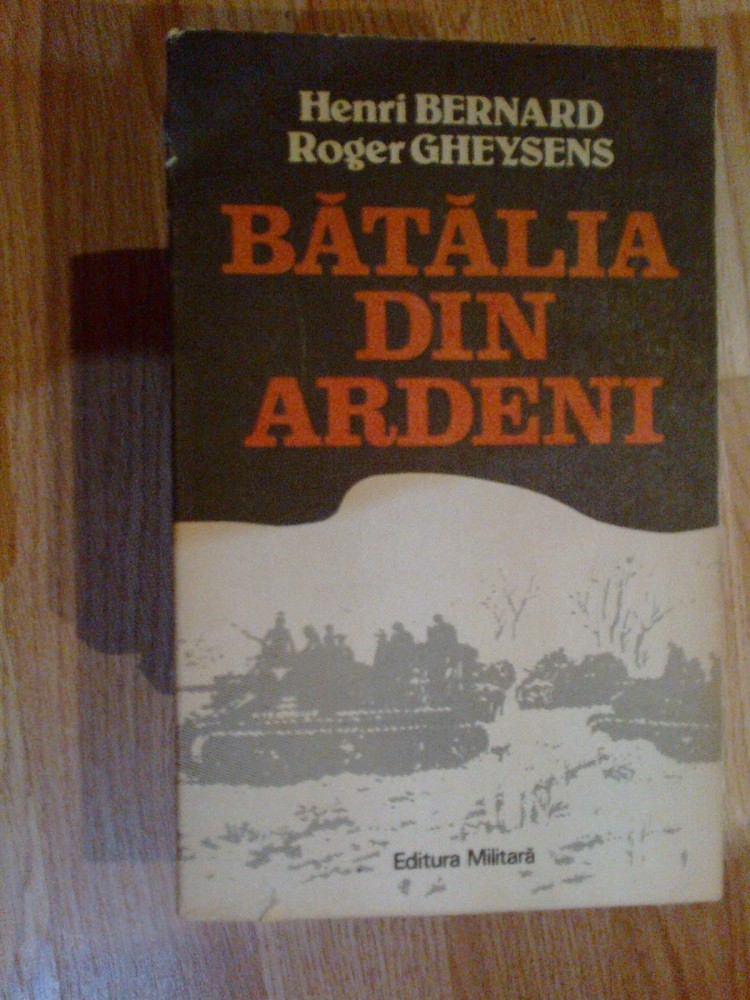 Henri BERNARD
Roger GHEYSENS
BĂTĂLIA
DIN
ARDENI
Editura Militară